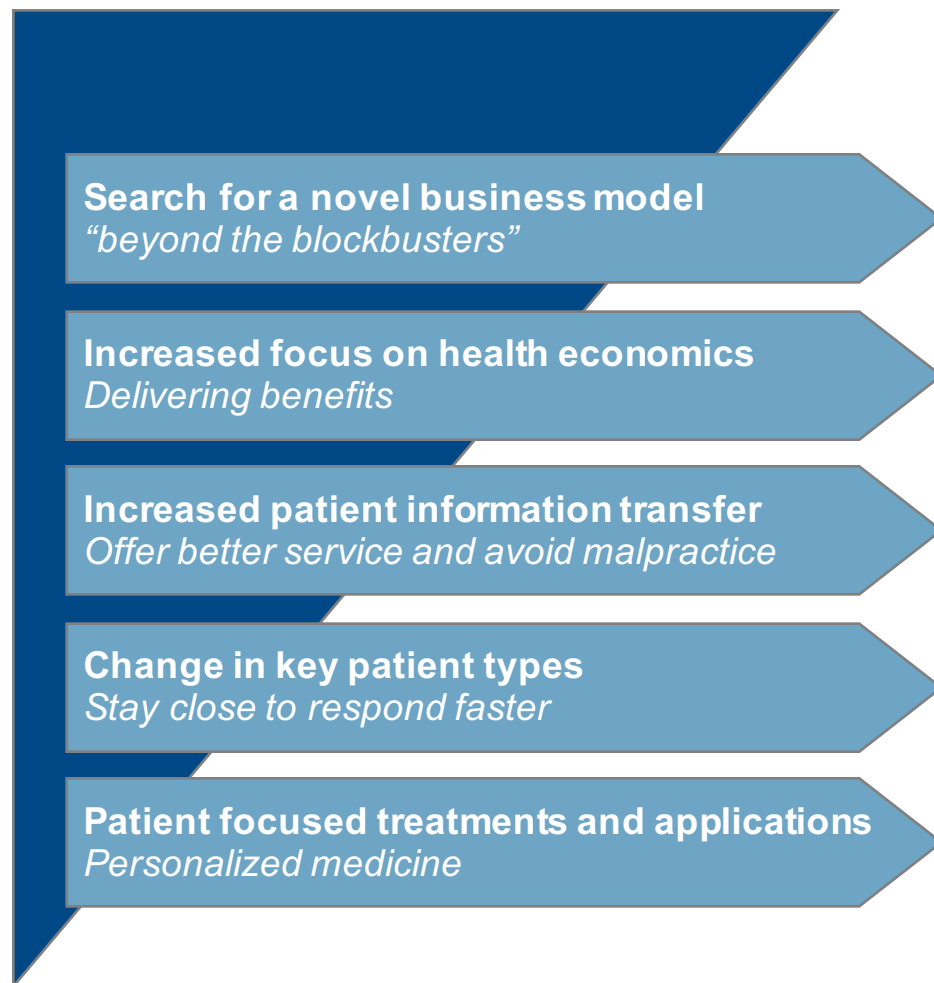 Search for a novel business model
“beyond the blockbusters”
Increased focus on health economics
Delivering benefits
Increased patient information transfer
Offer better service and avoid malpractice
Change in key patient types
Stay close to respond faster
Patient focused treatments and applications
Personalized medicine